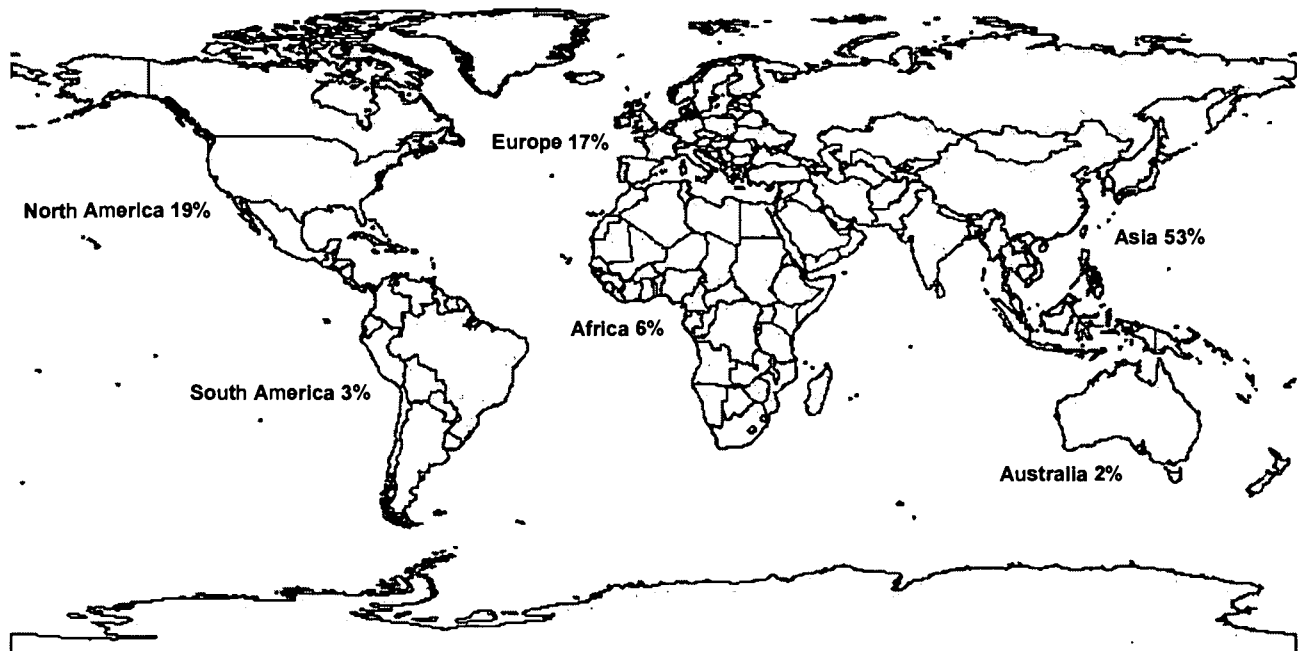 Europe 17%
North America 19%
Asia 53%
Africa 6%
South America 3%
Australia 2%